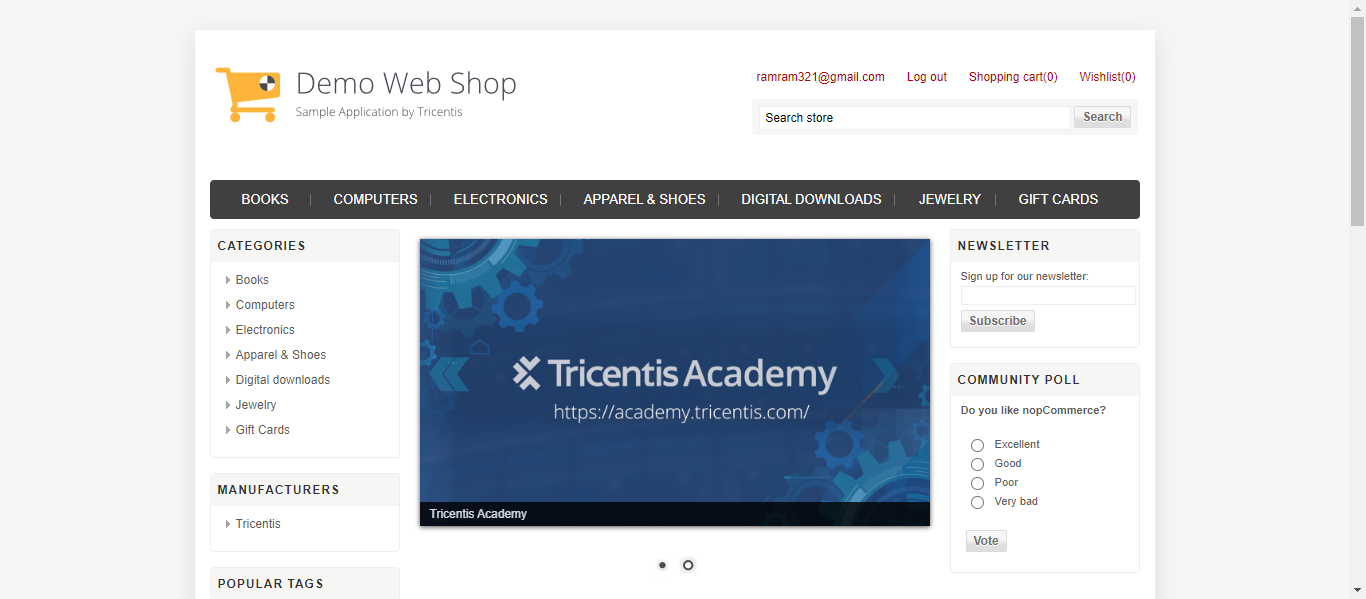 Demo Web Shop
Sample Application by Tricentis
ramram321@gmail.com Log out Shopping cart(0) Wishlist(0)
Search store Search
BOOKS COMPUTERS ELECTRONICS APPAREL & SHOES DIGITAL DOWNLOADS JEWELRY GIFT CARDS
CATEGORIES
Books
Computers
Electronics
Apparel & Shoes
Digital downloads
Jewelry
Gift Cards
MANUFACTURERS
Tricentis
POPULAR TAGS
Tricentis Academy
https://academy.tricentis.com/
Tricentis Academy
NEWSLETTER
Sign up for our newsletter:
Subscribe
COMMUNITY POLL
Do you like nopCommerce?
Excellent
Good
Poor
Very bad
Vote